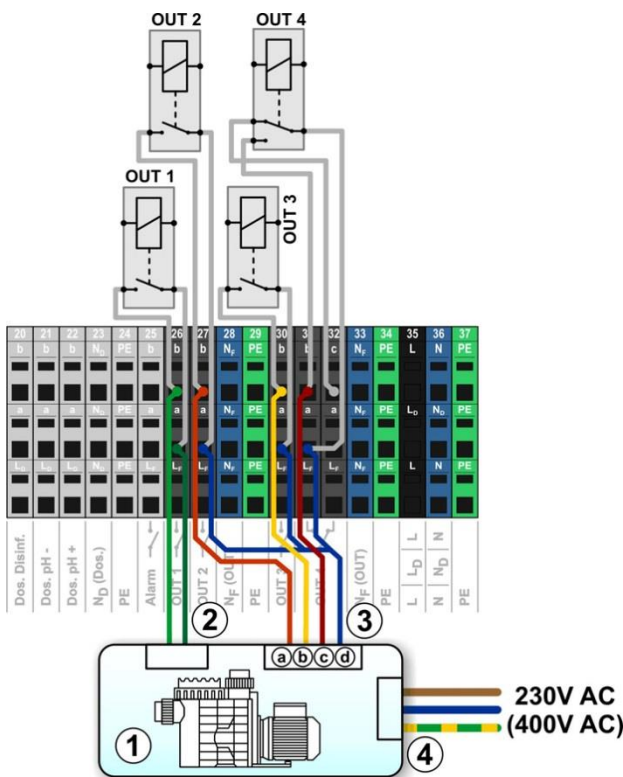 OUT 2
OUT 4
OUT 1
OUT 3
20 21 22 23 24 25 26 27 28 29 30 3 32 33 34 35 36 37
b b b ND PE b b b NF PE b b c NF PE L N PE
a a a ND PE a a a NF PE a a a NF PE LD ND PE
LD LD LD ND PE LF LF LF NF PE LF LF LF NF PE L N PE
Dos. Disinf.
Dos. pH -
Dos. pH +
ND (Dos.)
PE
Alarm
OUT 1
OUT 2
NF (OUT)
PE
NF (OUT)
PE
L LD L
N ND N
PE
2
3
a b c d
1
4
230V AC
(400V AC)